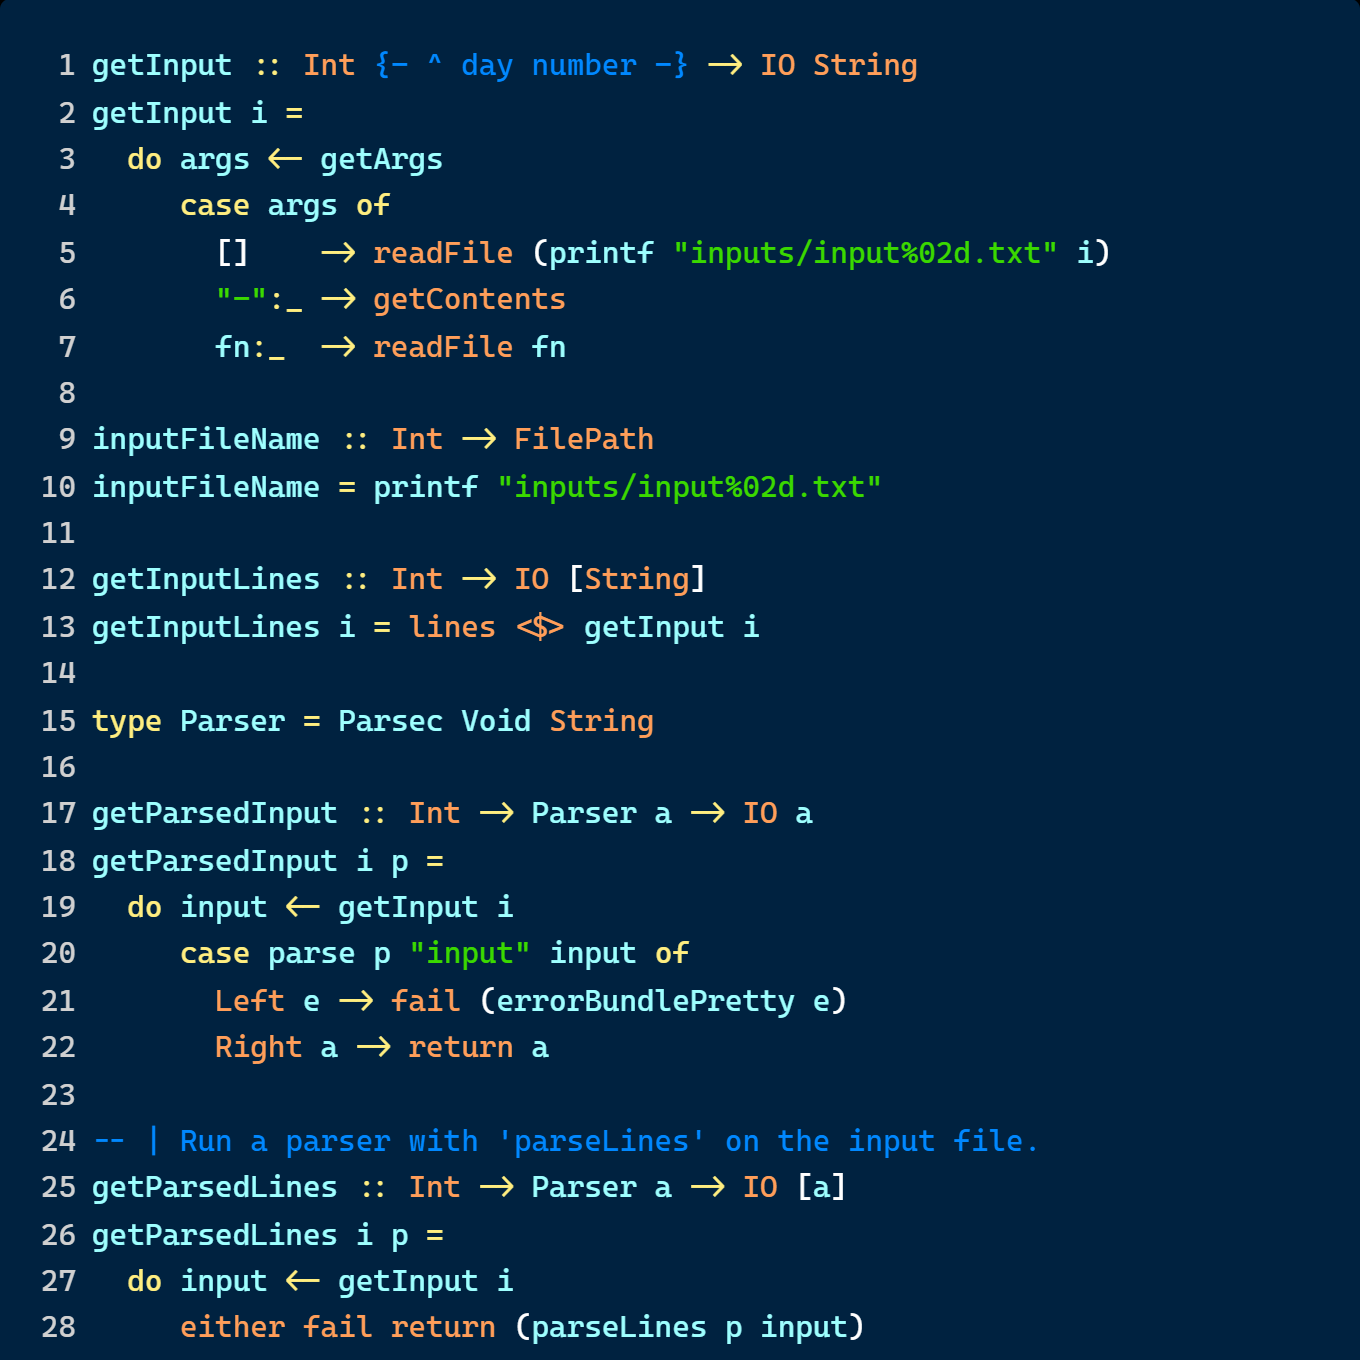 1 getInput :: Int {- ^ day number -} -> IO String
2 getInput i =
3   do args <- getArgs
4      case args of
5        []    -> readFile (printf "inputs/input%02d.txt" i)
6        "-":_ -> getContents
7        fn:_  -> readFile fn
8
9 inputFileName :: Int -> FilePath
10 inputFileName = printf "inputs/input%02d.txt"
11
12 getInputLines :: Int -> IO [String]
13 getInputLines i = lines <$> getInput i
14
15 type Parser = Parsec Void String
16
17 getParsedInput :: Int -> Parser a -> IO a
18 getParsedInput i p =
19   do input <- getInput i
20      case parse p "input" input of
21        Left e -> fail (errorBundlePretty e)
22        Right a -> return a
23
24 -- | Run a parser with 'parseLines' on the input file.
25 getParsedLines :: Int -> Parser a -> IO [a]
26 getParsedLines i p =
27   do input <- getInput i
28      either fail return (parseLines p input)